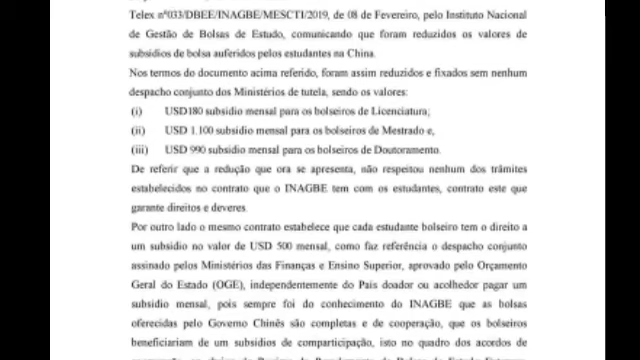 Telex nº033/DBEE/INAGBE/MESCTI/2019, de 08 de Fevereiro, pelo Instituto Nacional
de Gestão de Bolsas de Estudo, comunicando que foram reduzidos os valores de
subsídios de bolsa auferidos pelos estudantes na China.
Nos termos do documento acima referido, foram assim reduzidos e fixados sem nenhum
despacho conjunto dos Ministérios de tutela, sendo os valores:
(i) USD180 subsidio mensal para os bolseiros de Licenciatura;
(ii) USD 1.100 subsidio mensal para os bolseiros de Mestrado e,
(iii) USD 990 subsidio mensal para os bolseiros de Doutoramento.
De referir que a redução que ora se apresenta, não respeitou nenhum dos trâmites
estabelecidos no contrato que o INAGBE tem com os estudantes, contrato este que
garante direitos e deveres.
Por outro lado o mesmo contrato estabelece que cada estudante bolseiro tem o direito a
um subsidio no valor de USD 500 mensal, como faz referência o despacho conjunto
assinado pelos Ministérios das Finanças e Ensino Superior, aprovado pelo Orçamento
Geral do Estado (OGE), independentemente do País doador ou acolhedor pagar um
subsidio mensal, pois sempre foi do conhecimento do INAGBE que as bolsas
oferecidas pelo Governo Chinês são completas e de cooperação, que os bolseiros
beneficiariam de um subsídios de comparticipação, isto no quadro dos acordos de